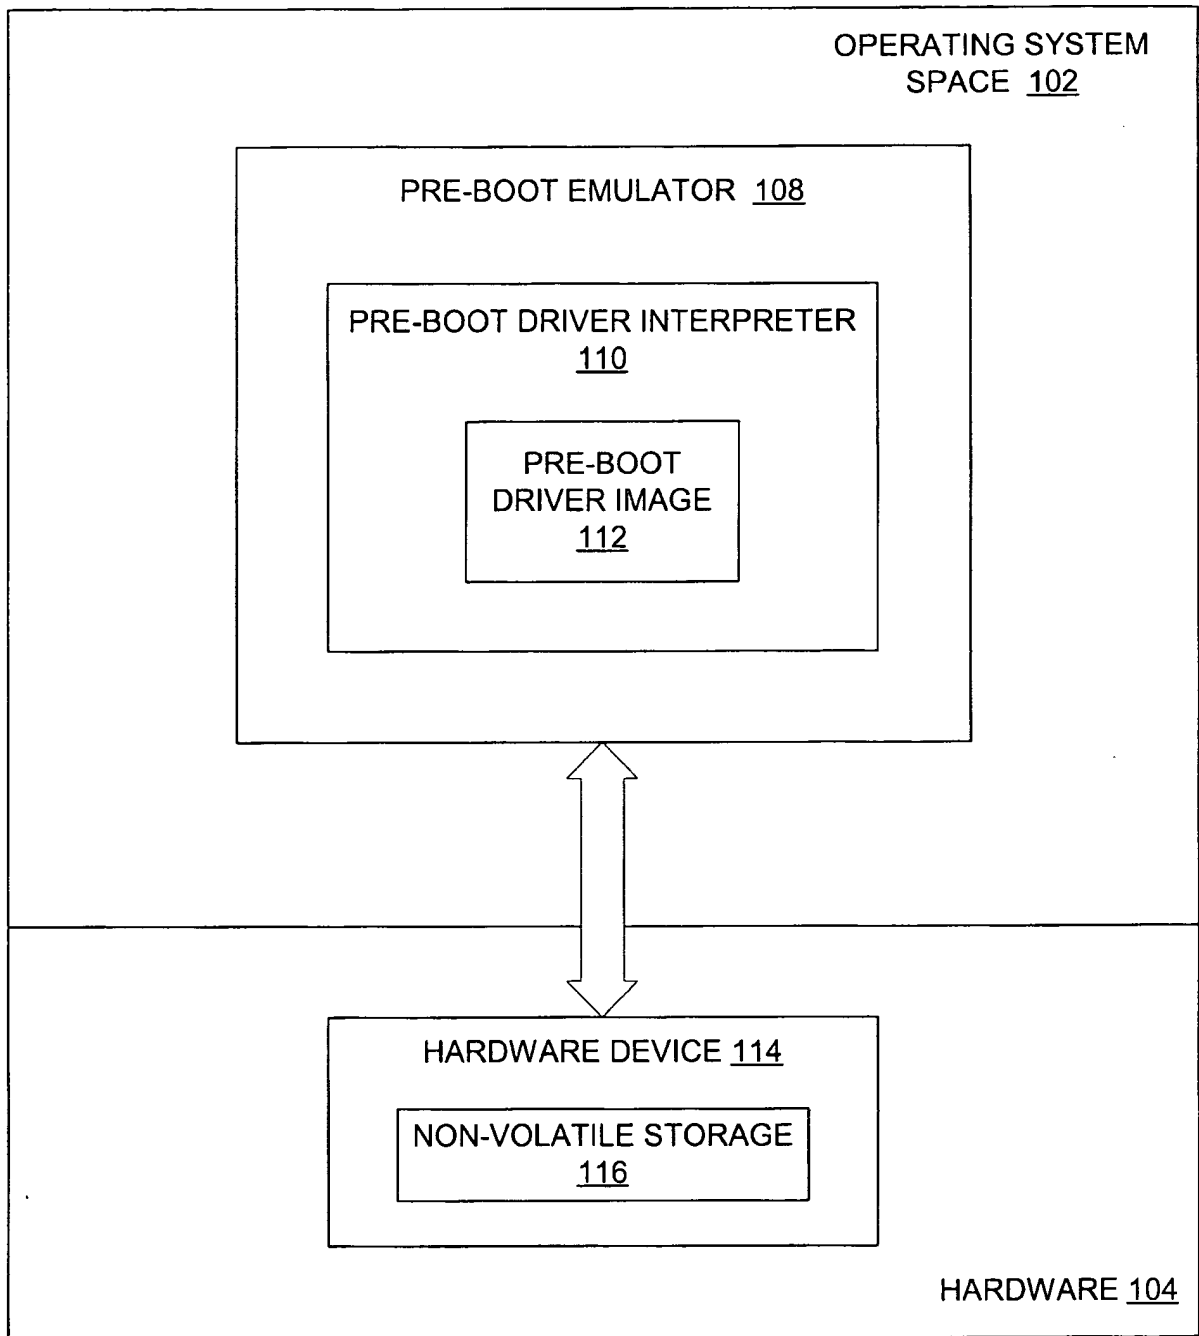 OPERATING SYSTEM
SPACE 102
PRE-BOOT EMULATOR 108
PRE-BOOT DRIVER INTERPRETER
110
PRE-BOOT
DRIVER IMAGE
112
HARDWARE DEVICE 114
NON-VOLATILE STORAGE
116
HARDWARE 104